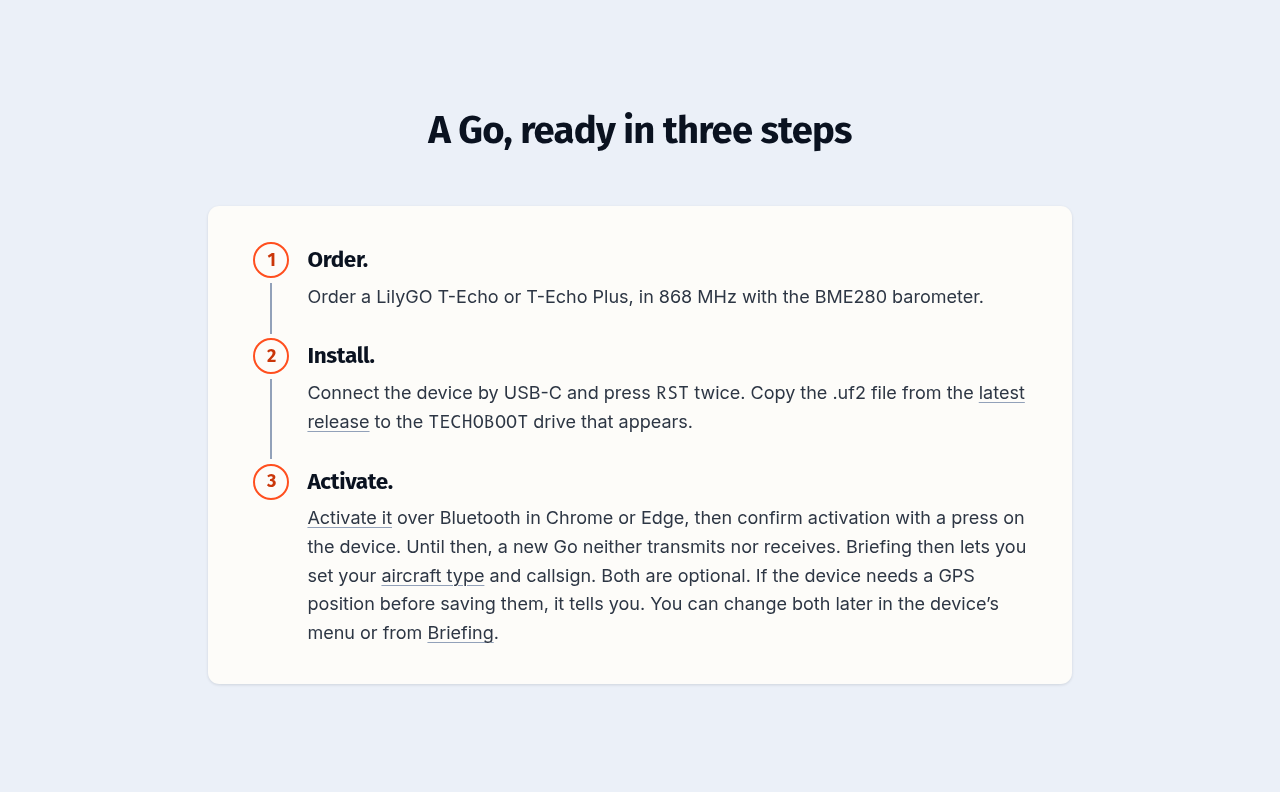 A Go, ready in three steps
1
Order.
Order a LilyGO T-Echo or T-Echo Plus, in 868 MHz with the BME280 barometer.
2
Install.
Connect the device by USB-C and press RST twice. Copy the .uf2 file from the latest
release to the TECHOBOOT drive that appears.
3
Activate.
Activate it over Bluetooth in Chrome or Edge, then confirm activation with a press on
the device. Until then, a new Go neither transmits nor receives. Briefing then lets you
set your aircraft type and callsign. Both are optional. If the device needs a GPS
position before saving them, it tells you. You can change both later in the device’s
menu or from Briefing.